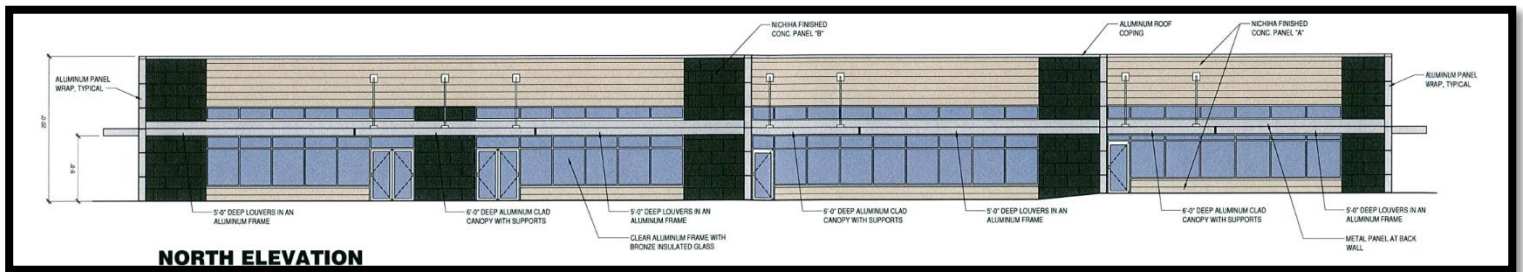 NICHIHA FINISHED
CONC. PANEL "B"
ALUMINUM ROOF
COPING
NICHIHA FINISHED
CONC. PANEL "A"
ALUMINUM PANEL
WRAP, TYPICAL
ALUMINUM PANEL
WRAP, TYPICAL
20'-0"
9'-0"
5'-0" DEEP LOUVERS IN AN
ALUMINUM FRAME
6'-0" DEEP ALUMINUM CLAD
CANOPY WITH SUPPORTS
5'-0" DEEP LOUVERS IN AN
ALUMINUM FRAME
6'-0" DEEP ALUMINUM CLAD
CANOPY WITH SUPPORTS
5'-0" DEEP LOUVERS IN AN
ALUMINUM FRAME
6'-0" DEEP ALUMINUM CLAD
CANOPY WITH SUPPORTS
5'-0" DEEP LOUVERS IN AN
ALUMINUM FRAME
CLEAR ALUMINUM FRAME WITH
BRONZE INSULATED GLASS
METAL PANEL AT BACK
WALL
NORTH ELEVATION